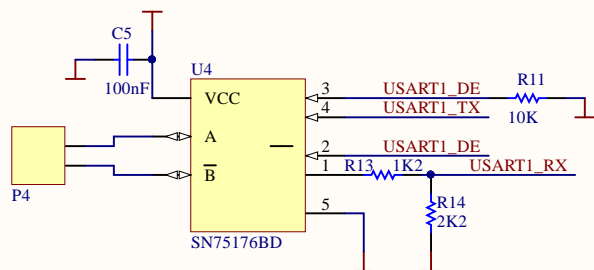 C5
100nF
U4
VCC
3
USART1_DE
R11
4
USART1_TX
10K
A
2
USART1_DE
B
1
R13
1K2
USART1_RX
R14
2K2
5
P4
SN75176BD